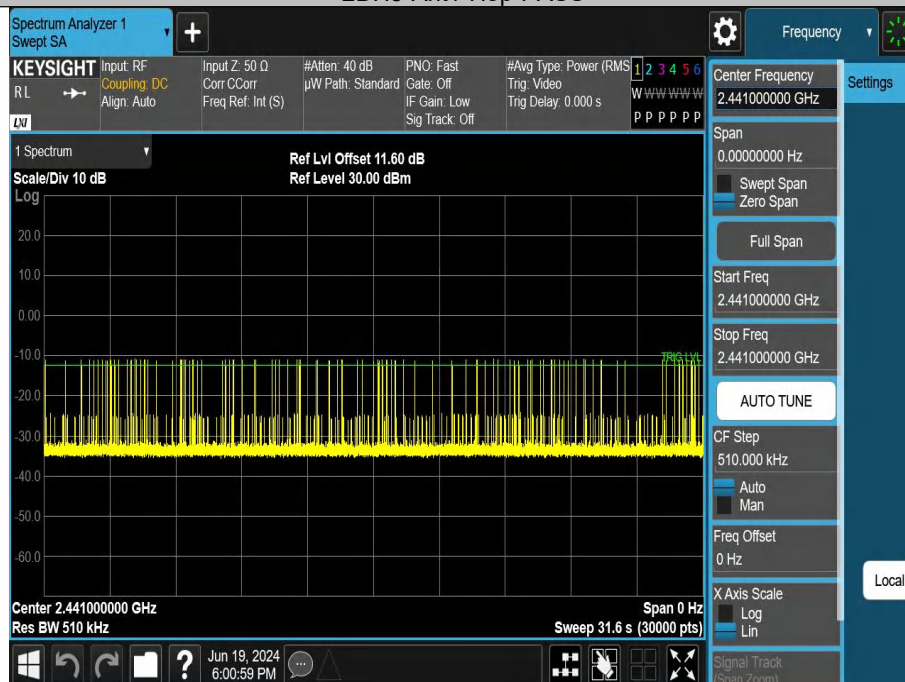 Spectrum Analyzer 1
Swept SA
+
Frequency
KEYSIGHT
RL
LXI
Input: RF
Coupling: DC
Align: Auto
Input Z: 50 Ω
Corr CCorr
Freq Ref: Int (S)
#Atten: 40 dB
µW Path: Standard
PNO: Fast
Gate: Off
IF Gain: Low
Sig Track: Off
#Avg Type: Power (RMS
Trig: Video
Trig Delay: 0.000 s
1 2 3 4 5 6
W W W W W W
P P P P P P
1 Spectrum
Scale/Div 10 dB
Ref Lvl Offset 11.60 dB
Ref Level 30.00 dBm
Log
20.0
10.0
0.00
-10.0
-20.0
-30.0
-40.0
-50.0
-60.0
TRIG LVL
Center 2.441000000 GHz
Res BW 510 kHz
Span 0 Hz
Sweep 31.6 s (30000 pts)
Center Frequency
2.441000000 GHz
Settings
Span
0.00000000 Hz
Swept Span
Zero Span
Full Span
Start Freq
2.441000000 GHz
Stop Freq
2.441000000 GHz
AUTO TUNE
CF Step
510.000 kHz
Auto
Man
Freq Offset
0 Hz
Local
X Axis Scale
Log
Lin
Signal Track
(Span Zoom)
?
Jun 19, 2024
6:00:59 PM